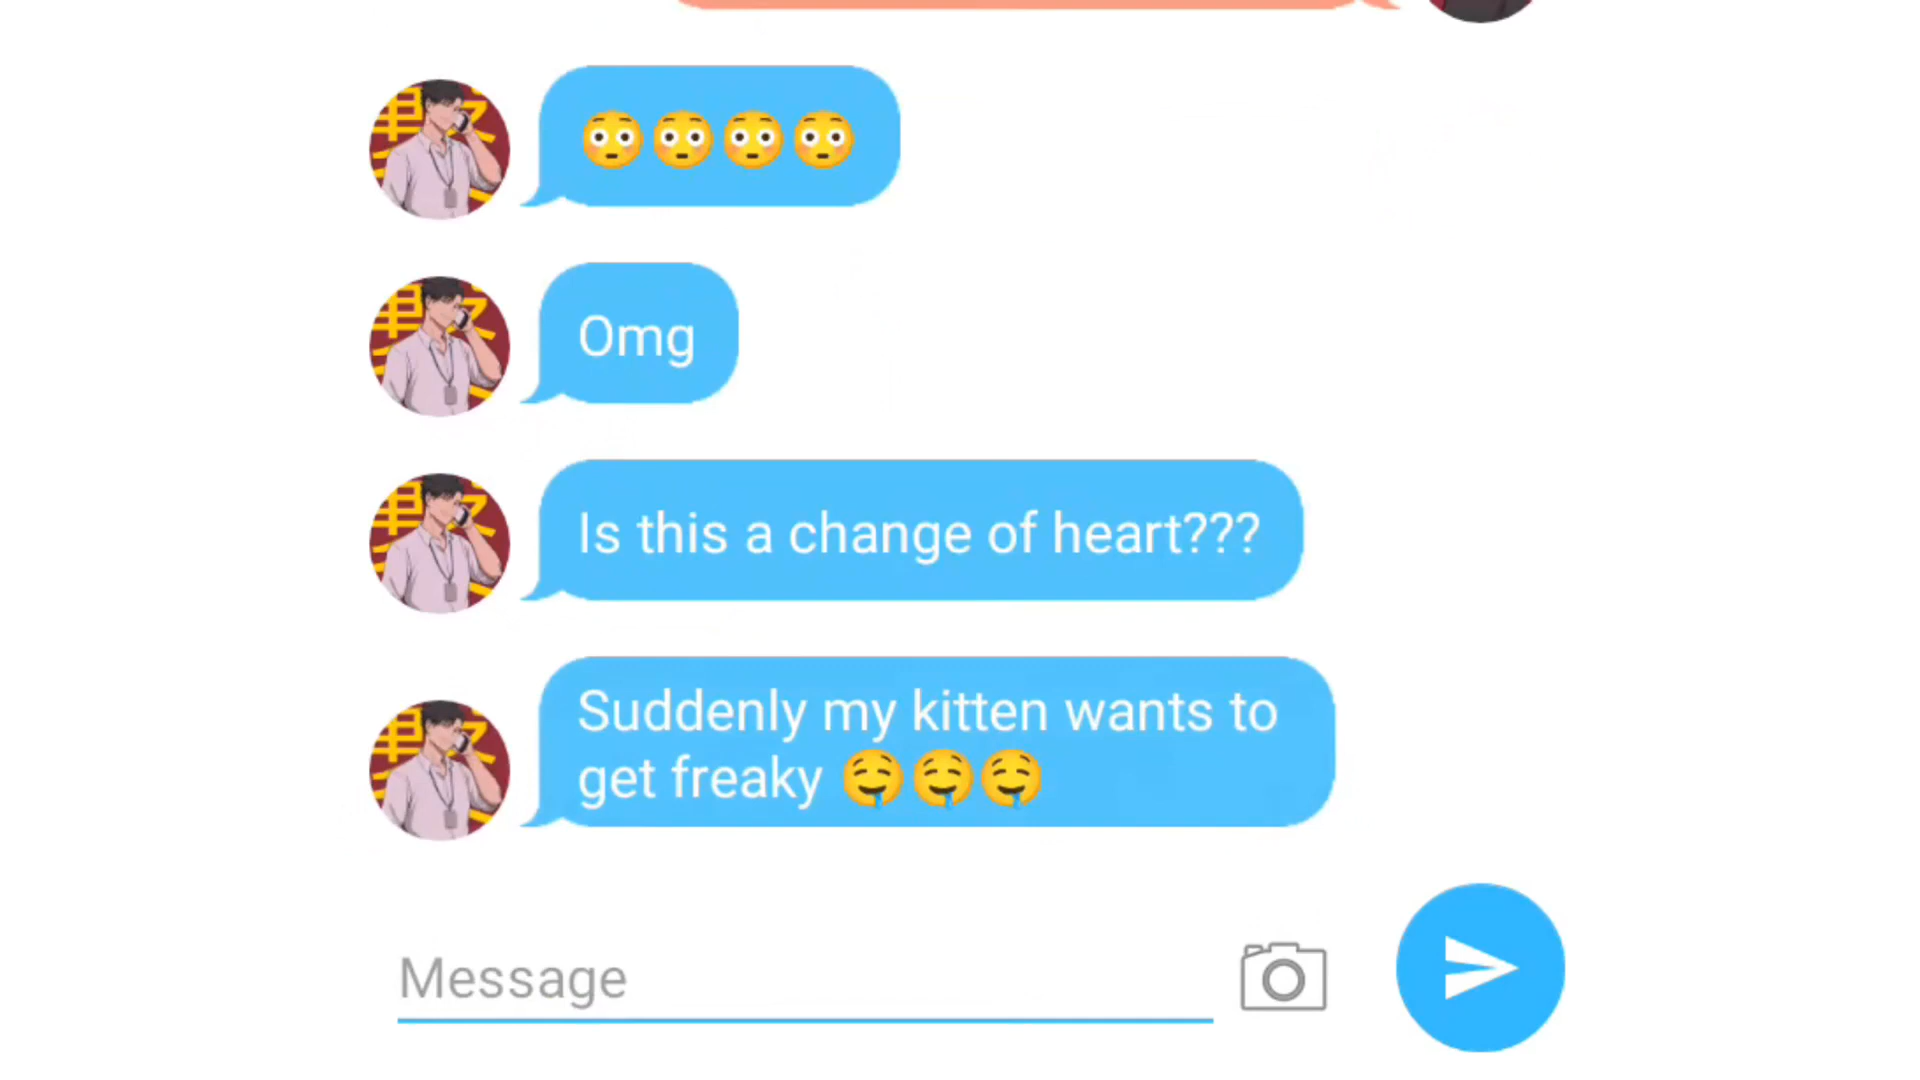 😳😳😳😳
Omg
Is this a change of heart???
Suddenly my kitten wants to
get freaky 🤤🤤🤤
Message